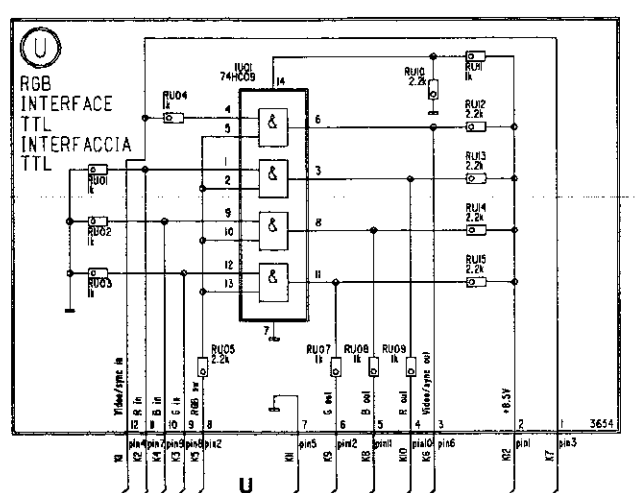 U
RGB
INTERFACE
TTL
INTERFACCIA
TTL
1U01
74HC09
14
RU04
1k
4
5
&
6
1
2
&
3
9
10
&
8
12
13
&
11
7
RU01
1k
RU02
1k
RU03
1k
RU05
2.2k
RU10
2.2k
RU11
1k
RU12
2.2k
RU13
2.2k
RU14
2.2k
RU15
2.2k
RU07
1k
RU08
1k
RU09
1k
Video/sync in
R in
B in
G in
RGB sw
G out
B out
R out
Video/sync out
+8.5V
12 11 10 9 8 7 6 5 4 3 2 1 3654
pin4 pin7 pin9 pin8 pin2 pin5 pin12 pin11 pin10 pin6 pin1 pin3
K1 K2 K4 K3 K5 K11 K9 K8 K10 K6 K12 K7
U